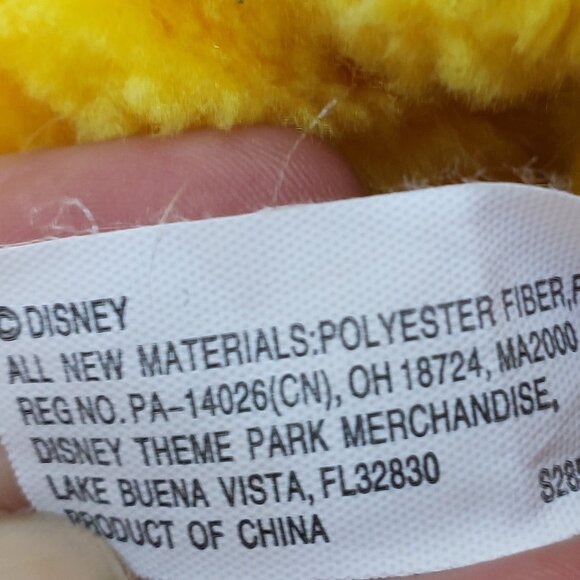 © DISNEY
ALL NEW MATERIALS:POLYESTER FIBER,
REG NO. PA-14026(CN), OH 18724, MA2000
DISNEY THEME PARK MERCHANDISE,
LAKE BUENA VISTA, FL32830
PRODUCT OF CHINA